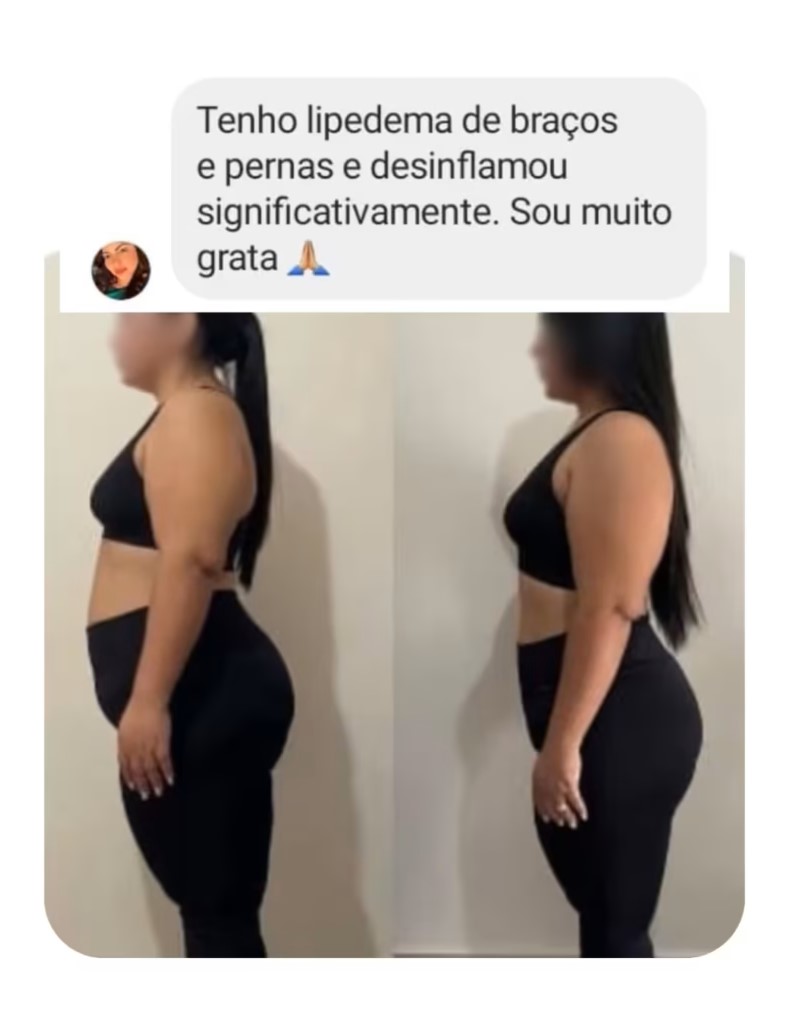 Tenho lipedema de braços
e pernas e desinflamou
significativamente. Sou muito
grata 🙏🏽